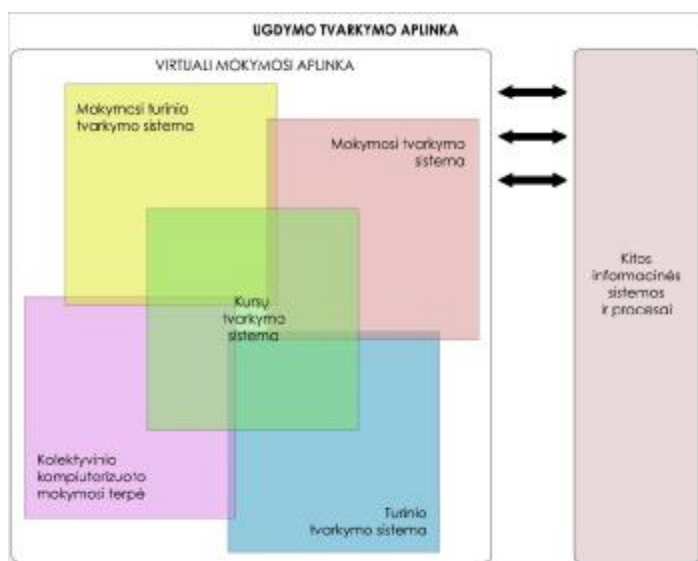 UGDYMO TVARKYMO APLINKA
VIRTUALI MOKYMOSI APLINKA
Mokymosi turinio
tvarkymo sistema
Mokymosi tvarkymo
sistema
Kursų
tvarkymo
sistema
Kolektyvinio
kompiuterizuoto
mokymosi terpė
Turinio
tvarkymo sistema
Kitos
informacinės
sistemos
ir procesai